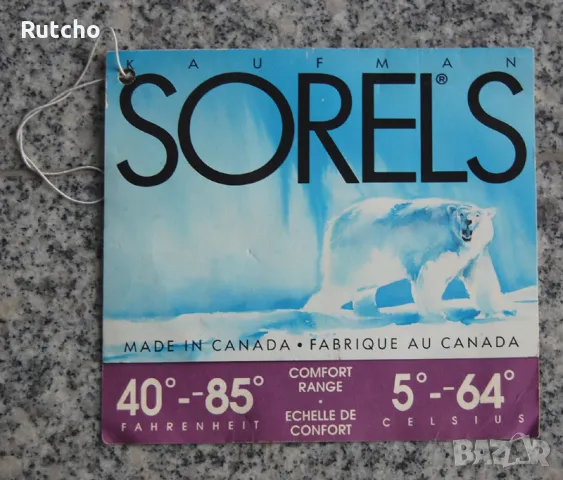 Rutcho
KAUFMAN
SORELS®
MADE IN CANADA • FABRIQUE AU CANADA
40°-⁻85°
FAHRENHEIT
COMFORT
RANGE
•
ECHELLE DE
CONFORT
5°-⁻64°
CELSIUS
BAZAR